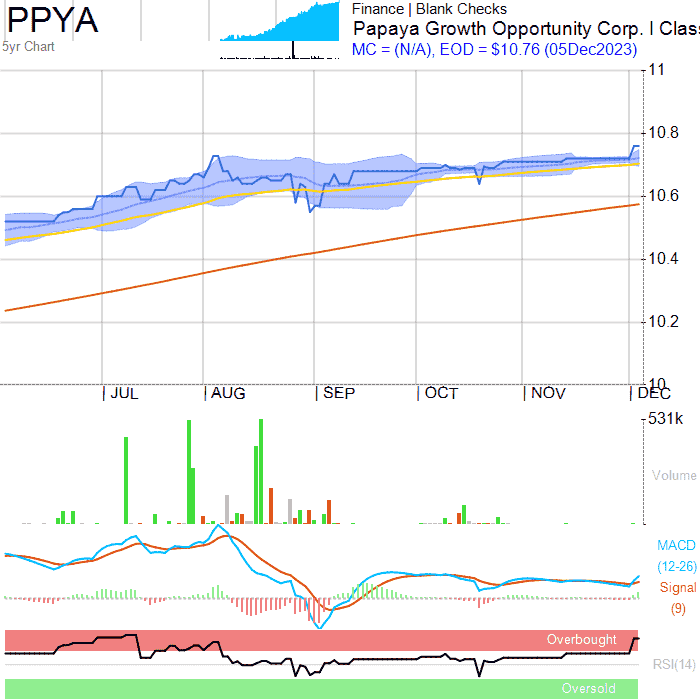 PPYA
5yr Chart
Finance | Blank Checks
Papaya Growth Opportunity Corp. I Clas
MC = (N/A), EOD = $10.76 (05Dec2023)
11
10.8
10.6
10.4
10.2
10
JUL AUG SEP OCT NOV DEC
531k
Volume
MACD
(12-26)
Signal
(9)
Overbought
RSI(14)
Oversold